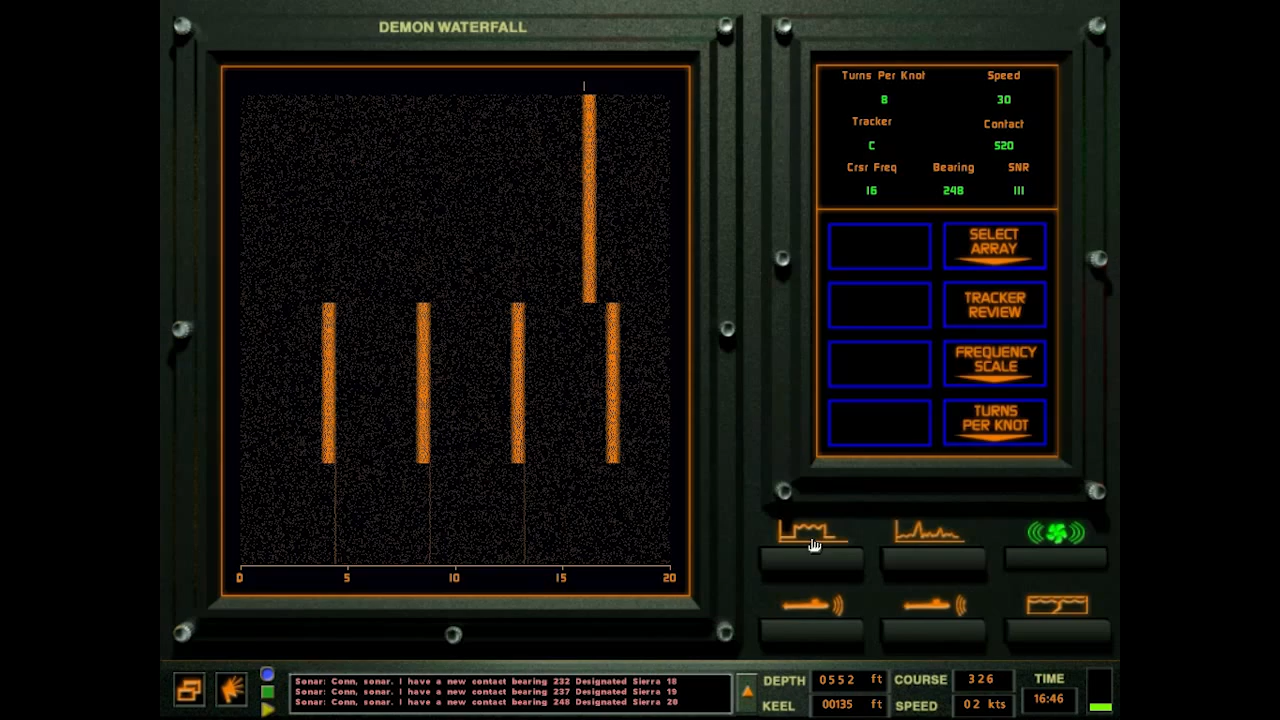 DEMON WATERFALL
Turns Per Knot Speed
8 30
Tracker Contact
C S20
Crsr Freq Bearing SNR
16 248 111
SELECT
ARRAY
TRACKER
REVIEW
FREQUENCY
SCALE
TURNS
PER KNOT
0 5 10 15 20
Sonar: Conn, sonar. I have a new contact bearing 232 Designated Sierra 18
Sonar: Conn, sonar. I have a new contact bearing 237 Designated Sierra 19
Sonar: Conn, sonar. I have a new contact bearing 248 Designated Sierra 20
DEPTH 0552 ft COURSE 326 TIME
KEEL 00135 ft SPEED 02 kts 16:46